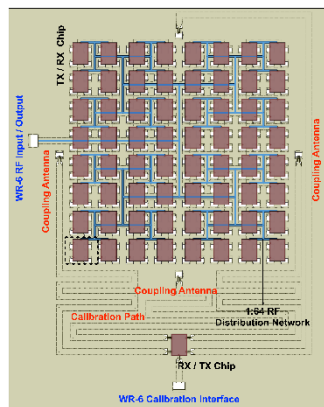 TX / RX Chip
WR-6 RF Input / Output
Coupling Antenna
Coupling Antenna
Coupling Antenna
1:64 RF
Distribution Network
Calibration Path
RX / TX Chip
WR-6 Calibration Interface